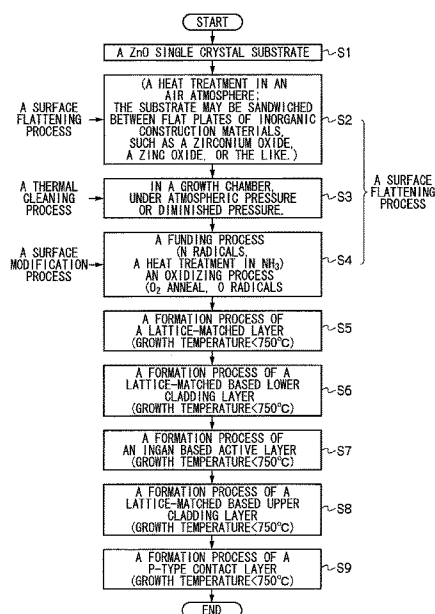 START
A ZnO SINGLE CRYSTAL SUBSTRATE
S1
A SURFACE
FLATTENING
PROCESS
(A HEAT TREATMENT IN AN
AIR ATMOSPHERE;
THE SUBSTRATE MAY BE SANDWICHED
BETWEEN FLAT PLATES OF INORGANIC
CONSTRUCTION MATERIALS,
SUCH AS A ZIRCONIUM OXIDE,
A ZINC OXIDE, OR THE LIKE.)
S2
A SURFACE
FLATTENING
PROCESS
A THERMAL
CLEANING
PROCESS
IN A GROWTH CHAMBER,
UNDER ATMOSPHERIC PRESSURE
OR DIMINISHED PRESSURE.
S3
A SURFACE
MODIFICATION
PROCESS
A FUNDING PROCESS
(N RADICALS,
A HEAT TREATMENT IN NH3)
AN OXIDIZING PROCESS
(O2 ANNEAL, O RADICALS
S4
A FORMATION PROCESS OF
A LATTICE-MATCHED LAYER
(GROWTH TEMPERATURE<750°C)
S5
A FORMATION PROCESS OF A
LATTICE-MATCHED BASED LOWER
CLADDING LAYER
(GROWTH TEMPERATURE<750°C)
S6
A FORMATION PROCESS OF
AN INGAN BASED ACTIVE LAYER
(GROWTH TEMPERATURE<750°C)
S7
A FORMATION PROCESS OF A
LATTICE-MATCHED BASED UPPER
CLADDING LAYER
(GROWTH TEMPERATURE<750°C)
S8
A FORMATION PROCESS OF A
P-TYPE CONTACT LAYER
(GROWTH TEMPERATURE<750°C)
S9
END